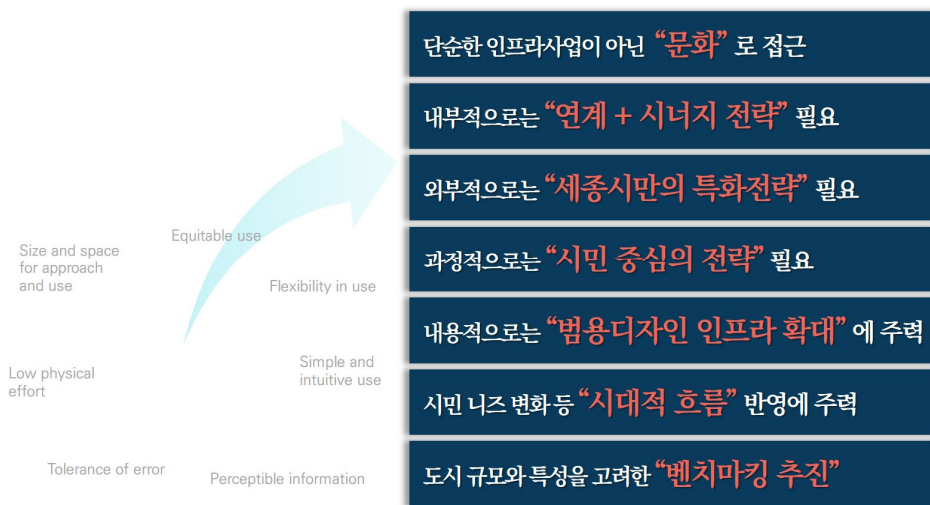 단순한 인프라사업이 아닌 “문화” 로 접근
내부적으로는 “연계 + 시너지 전략” 필요
외부적으로는 “세종시만의 특화전략” 필요
과정적으로는 “시민 중심의 전략” 필요
내용적으로는 “범용디자인 인프라 확대” 에 주력
시민 니즈 변화 등 “시대적 흐름” 반영에 주력
도시 규모와 특성을 고려한 “벤치마킹 추진”
Equitable use
Size and space
for approach
and use
Flexibility in use
Simple and
intuitive use
Low physical
effort
Tolerance of error
Perceptible information